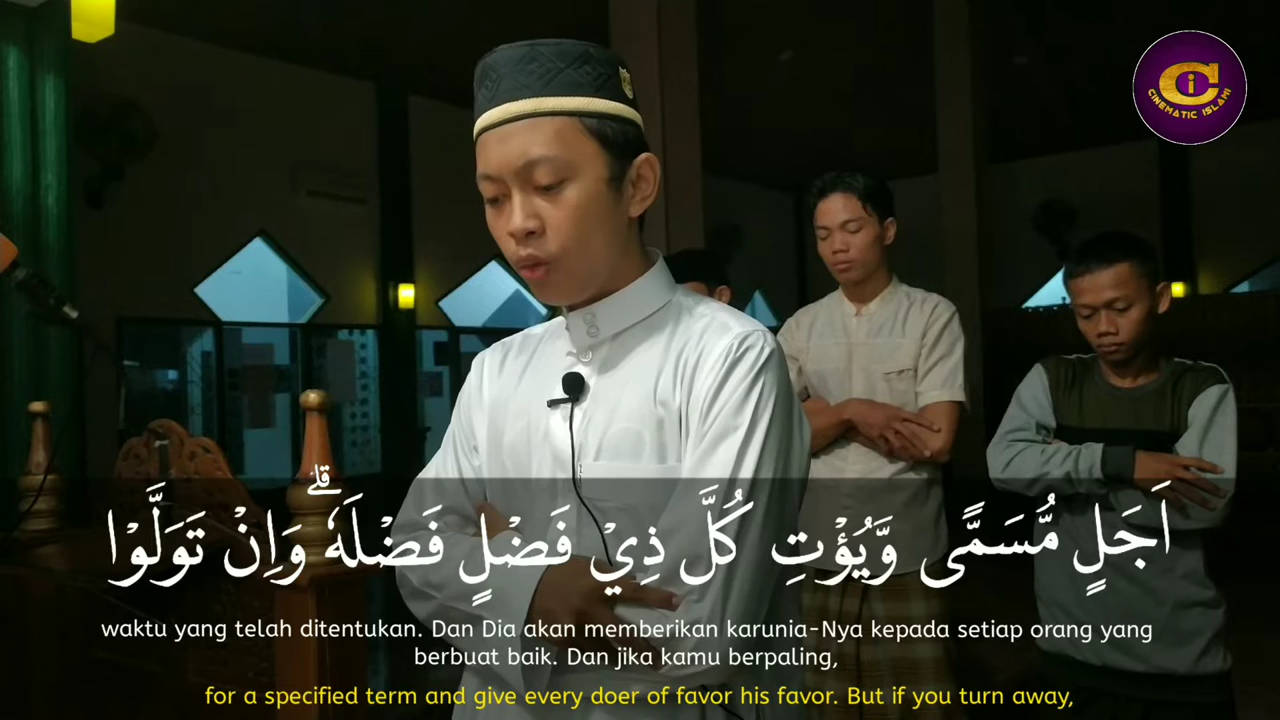 Ci
CINEMATIC ISLAMI
اَجَلٍ مُّسَمًّى وَّيُؤْتِ كُلَّ ذِيْ فَضْلٍ فَضْلَهٗ ۗوَاِنْ تَوَلَّوْا
waktu yang telah ditentukan. Dan Dia akan memberikan karunia-Nya kepada setiap orang yang
berbuat baik. Dan jika kamu berpaling,
for a specified term and give every doer of favor his favor. But if you turn away,